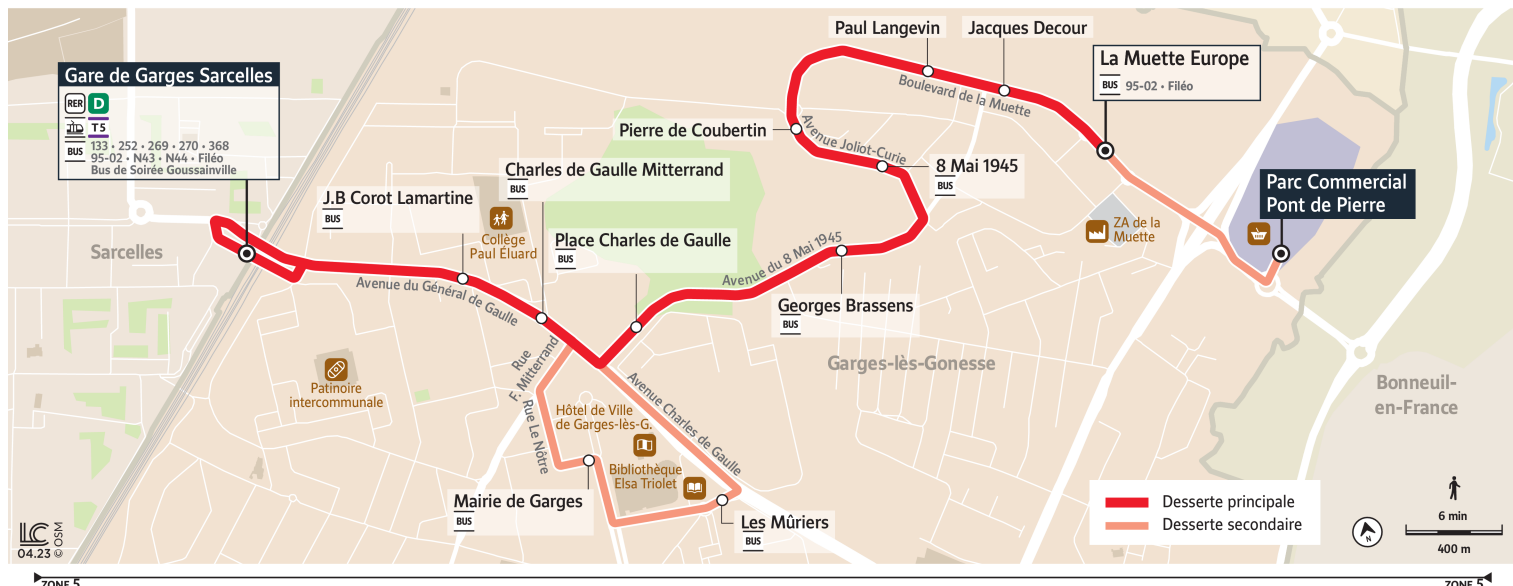 Paul Langevin
Jacques Decour
La Muette Europe
BUS 95-02 • Filéo
Gare de Garges Sarcelles
RER D
T5
BUS
133 • 252 • 269 • 270 • 368
95-02 • N43 • N44 • Filéo
Bus de Soirée Goussainville
Boulevard de la Muette
Pierre de Coubertin
Avenue Joliot-Curie
8 Mai 1945
BUS
Charles de Gaulle Mitterrand
BUS
J.B Corot Lamartine
BUS
Parc Commercial
Pont de Pierre
Collège
Paul Éluard
ZA de la
Muette
Sarcelles
Place Charles de Gaulle
BUS
Avenue du 8 Mai 1945
Avenue du Général de Gaulle
Georges Brassens
BUS
Rue
F. Mitterrand
Garges-lès-Gonesse
Patinoire
intercommunale
Avenue Charles de Gaulle
Bonneuil-
en-France
Rue Le Nôtre
Hôtel de Ville
de Garges-lès-G.
Bibliothèque
Elsa Triolet
Mairie de Garges
BUS
Les Mûriers
BUS
Desserte principale
Desserte secondaire
N
6 min
400 m
LC
04.23 © OSM
ZONE 5
ZONE 5